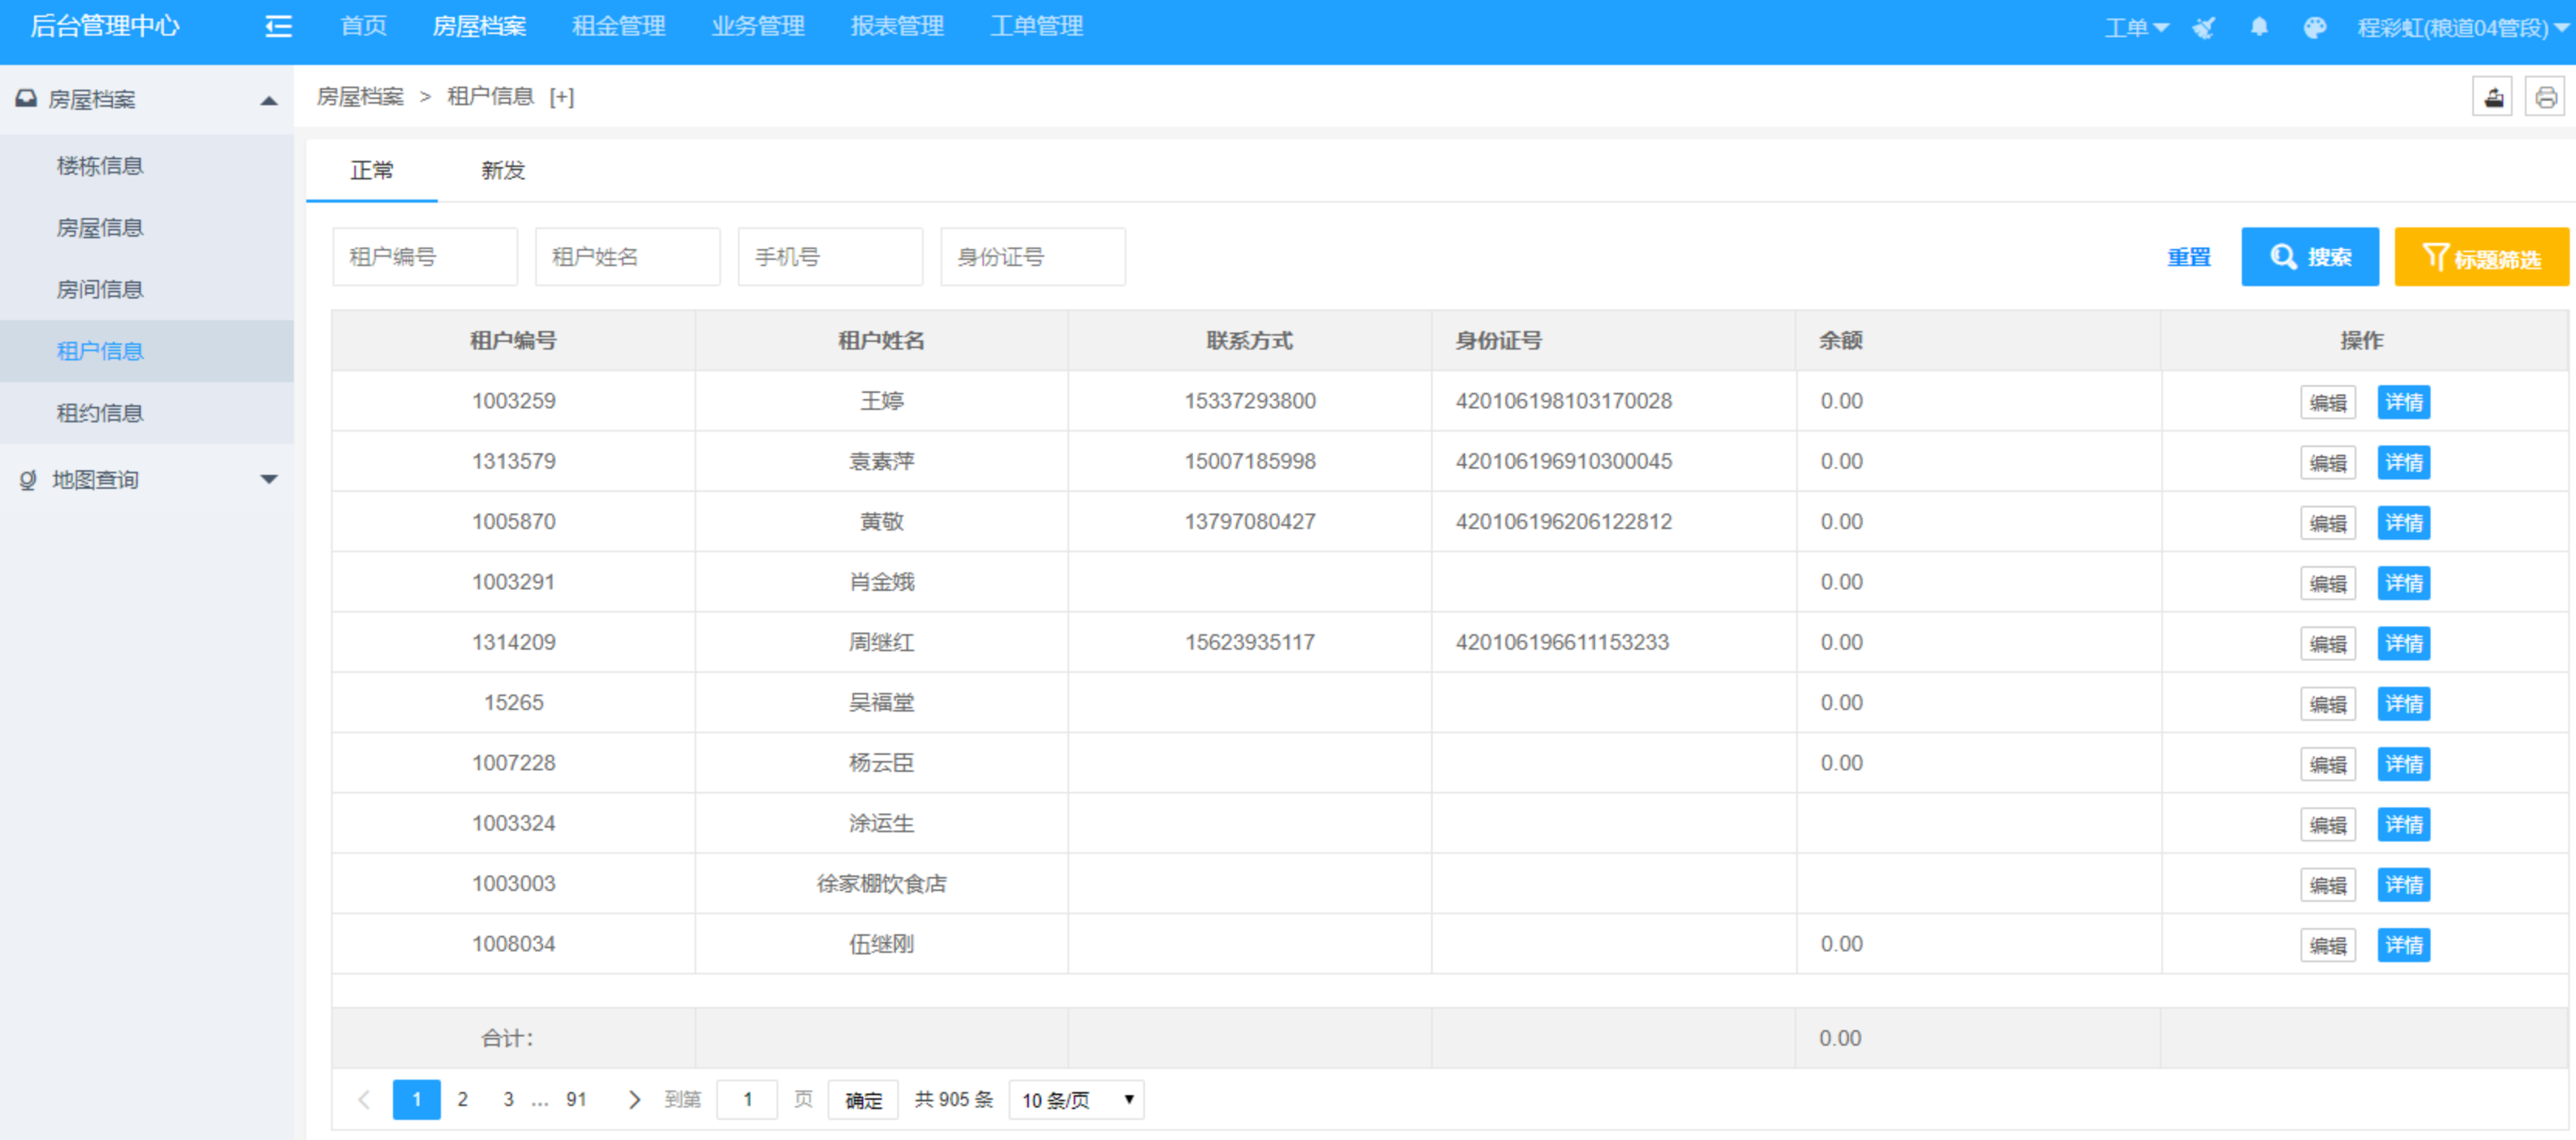 后台管理中心 首页 房屋档案 租金管理 业务管理 报表管理 工单管理 工单 程彩虹(粮道04管段)
房屋档案
楼栋信息
房屋信息
房间信息
租户信息
租约信息
地图查询
房屋档案 > 租户信息 [+]
正常 新发
租户编号 租户姓名 手机号 身份证号 重置 搜索 标题筛选
租户编号 租户姓名 联系方式 身份证号 余额 操作
1003259 王婷 15337293800 420106198103170028 0.00 编辑 详情
1313579 袁素萍 15007185998 420106196910300045 0.00 编辑 详情
1005870 黄敬 13797080427 420106196206122812 0.00 编辑 详情
1003291 肖金娥 0.00 编辑 详情
1314209 周继红 15623935117 420106196611153233 0.00 编辑 详情
15265 吴福堂 0.00 编辑 详情
1007228 杨云臣 0.00 编辑 详情
1003324 涂运生 编辑 详情
1003003 徐家棚饮食店 编辑 详情
1008034 伍继刚 0.00 编辑 详情
合计: 0.00
1 2 3 … 91 到第 1 页 确定 共 905 条 10 条/页